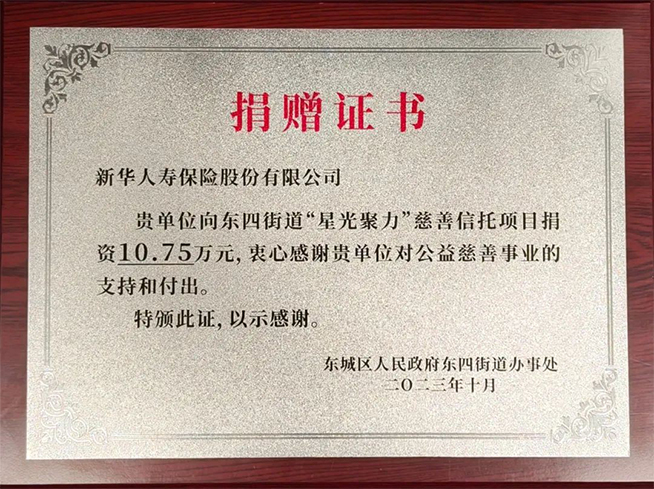 捐赠证书
新华人寿保险股份有限公司
贵单位向东四街道“星光聚力”慈善信托项目捐
资10.75万元,衷心感谢贵单位对公益慈善事业的
支持和付出。
特颁此证,以示感谢。
东城区人民政府东四街道办事处
二〇二三年十月